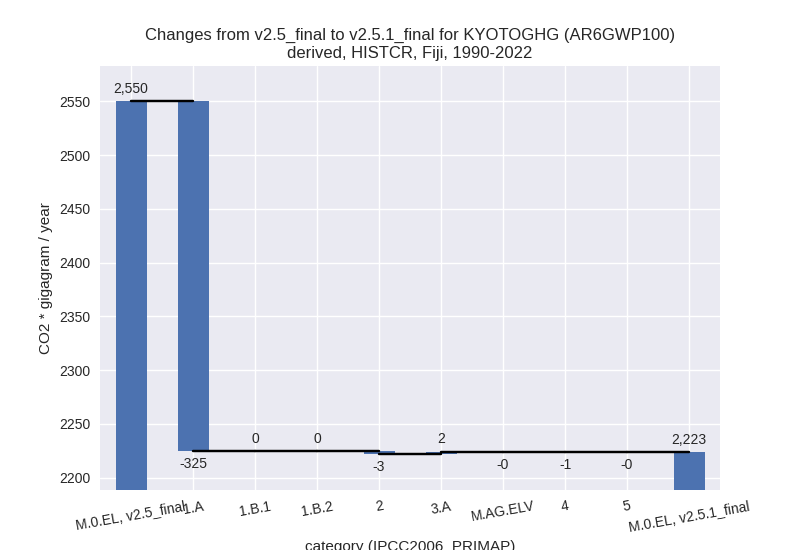 Changes from v2.5_final to v2.5.1_final for KYOTOGHG (AR6GWP100)
derived, HISTCR, Fiji, 1990-2022
2,550
2550
2500
2450
2400
2350
2300
2250
2200
CO2 * gigagram / year
-325
0
0
-3
2
-0
-1
-0
2,223
M.0.EL, v2.5_final
1.A
1.B.1
1.B.2
2
3.A
M.AG.ELV
4
5
M.0.EL, v2.5.1_final
category (IPCC2006_PRIMAP)